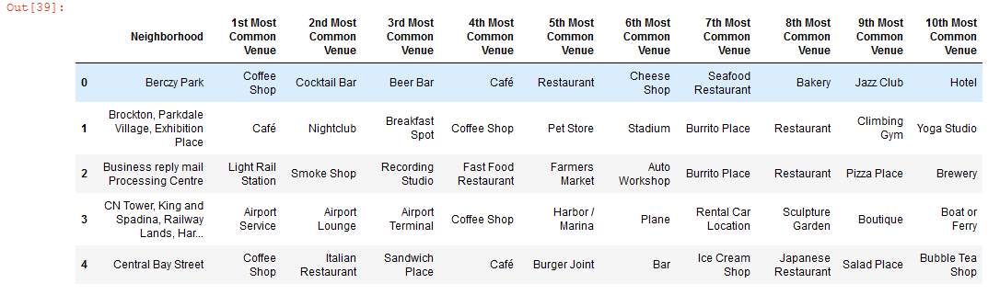 Out[39]:
Neighborhood 1st Most Common Venue 2nd Most Common Venue 3rd Most Common Venue 4th Most Common Venue 5th Most Common Venue 6th Most Common Venue 7th Most Common Venue 8th Most Common Venue 9th Most Common Venue 10th Most Common Venue
0 Berczy Park Coffee Shop Cocktail Bar Beer Bar Café Restaurant Cheese Shop Seafood Restaurant Bakery Jazz Club Hotel
1 Brockton, Parkdale Village, Exhibition Place Café Nightclub Breakfast Spot Coffee Shop Pet Store Stadium Burrito Place Restaurant Climbing Gym Yoga Studio
2 Business reply mail Processing Centre Light Rail Station Smoke Shop Recording Studio Fast Food Restaurant Farmers Market Auto Workshop Burrito Place Restaurant Pizza Place Brewery
3 CN Tower, King and Spadina, Railway Lands, Har... Airport Service Airport Lounge Airport Terminal Coffee Shop Harbor / Marina Plane Rental Car Location Sculpture Garden Boutique Boat or Ferry
4 Central Bay Street Coffee Shop Italian Restaurant Sandwich Place Café Burger Joint Bar Ice Cream Shop Japanese Restaurant Salad Place Bubble Tea Shop